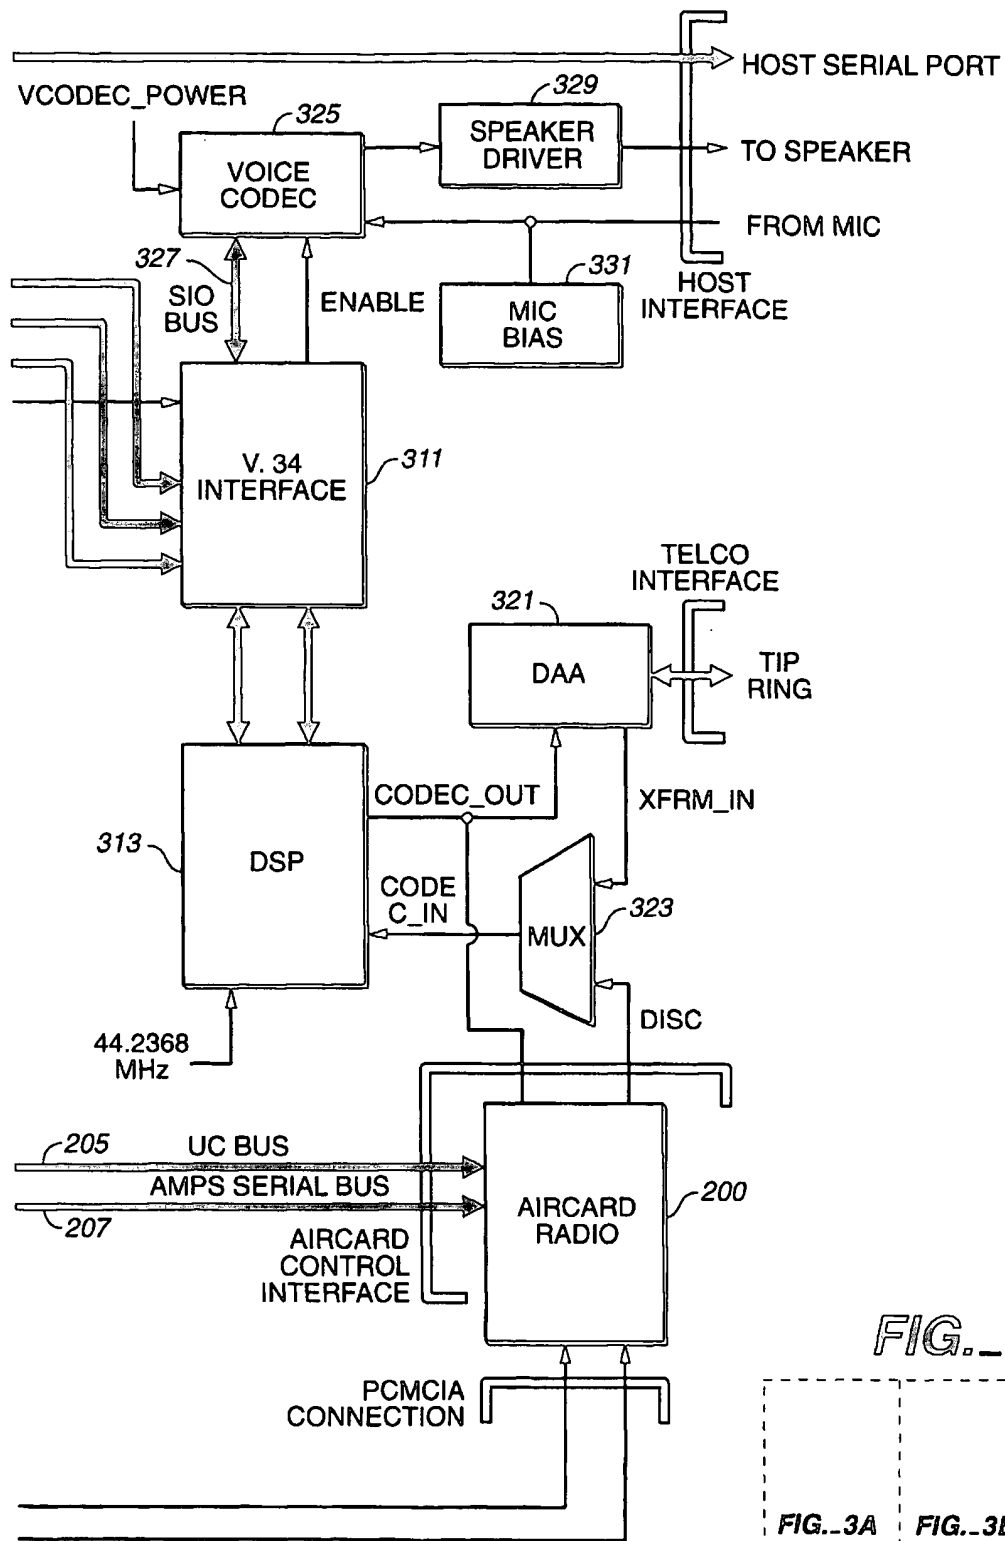 HOST SERIAL PORT
VCODEC_POWER
325
329
VOICE
CODEC
SPEAKER
DRIVER
TO SPEAKER
FROM MIC
327
SIO
BUS
ENABLE
331
MIC
BIAS
HOST
INTERFACE
V. 34
INTERFACE
311
TELCO
INTERFACE
321
DAA
TIP
RING
CODEC_OUT
XFRM_IN
313
DSP
CODE
C_IN
MUX
323
DISC
44.2368
MHz
205
UC BUS
AMPS SERIAL BUS
207
AIRCARD
RADIO
200
AIRCARD
CONTROL
INTERFACE
PCMCIA
CONNECTION
FIG._
FIG._3A
FIG._3B